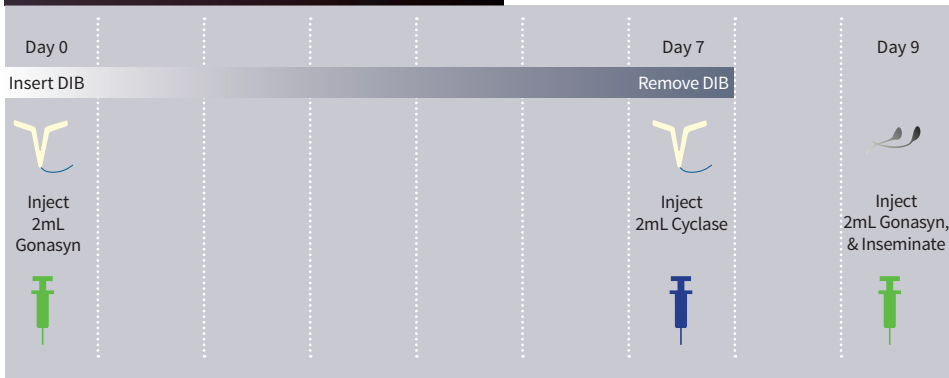 Day 0
Day 7
Day 9
Insert DIB
Remove DIB
Inject
2mL
Gonasyn
Inject
2mL Cyclase
Inject
2mL Gonasyn,
& Inseminate